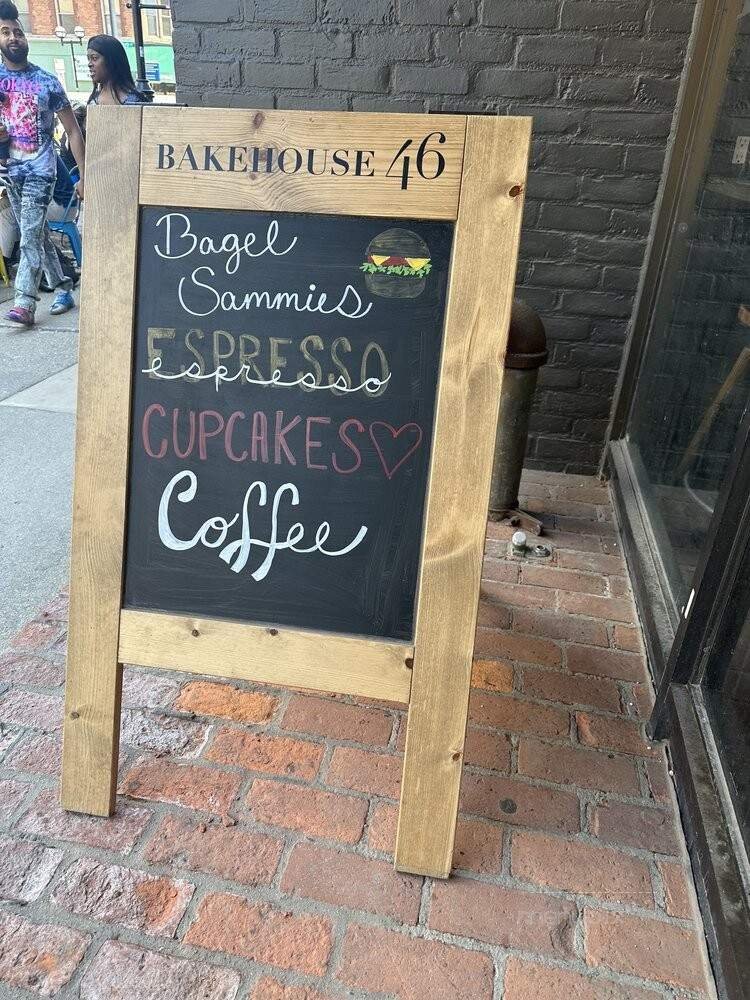 BAKEHOUSE 46
Bagel
Sammies
ESPRESSO
espresso
CUPCAKES
Coffee